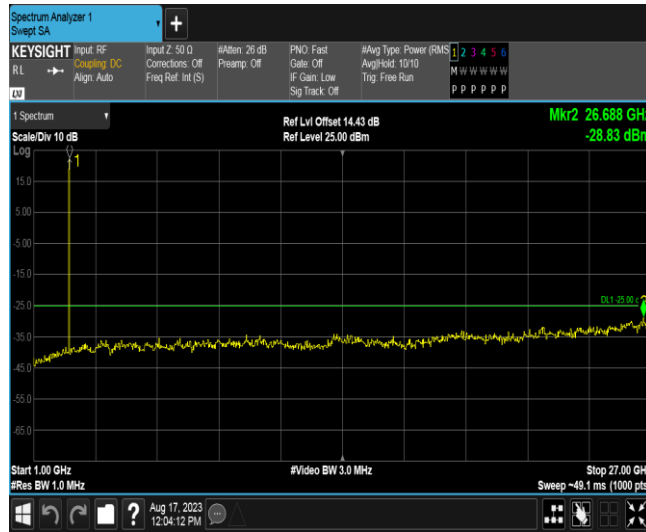 Spectrum Analyzer 1
Swept SA
+
KEYSIGHT
RL
LXI
Input: RF
Coupling: DC
Align: Auto
Input Z: 50 Ω
Corrections: Off
Freq Ref: Int (S)
#Atten: 26 dB
Preamp: Off
PNO: Fast
Gate: Off
IF Gain: Low
Sig Track: Off
#Avg Type: Power (RMS
Avg|Hold: 10/10
Trig: Free Run
1 2 3 4 5 6
M W W W W W
P P P P P P
1 Spectrum
Scale/Div 10 dB
Ref Lvl Offset 14.43 dB
Ref Level 25.00 dBm
Mkr2 26.688 GHz
-28.83 dBm
Log
1
15.0
5.00
-5.00
-15.0
-25.0
DL1 -25.00
-35.0
-45.0
-55.0
-65.0
Start 1.00 GHz
#Res BW 1.0 MHz
#Video BW 3.0 MHz
Stop 27.00 GHz
Sweep ~49.1 ms (1000 pts
?
Aug 17, 2023
12:04:12 PM